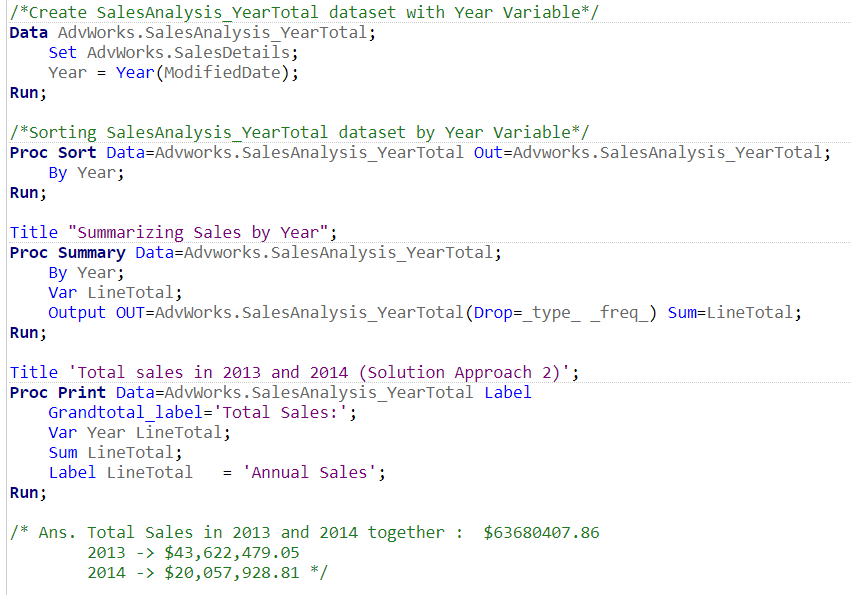 /*Create SalesAnalysis_YearTotal dataset with Year Variable*/
Data AdvWorks.SalesAnalysis_YearTotal;
    Set AdvWorks.SalesDetails;
    Year = Year(ModifiedDate);
Run;

/*Sorting SalesAnalysis_YearTotal dataset by Year Variable*/
Proc Sort Data=Advworks.SalesAnalysis_YearTotal Out=Advworks.SalesAnalysis_YearTotal;
    By Year;
Run;

Title "Summarizing Sales by Year";
Proc Summary Data=Advworks.SalesAnalysis_YearTotal;
    By Year;
    Var LineTotal;
    Output OUT=AdvWorks.SalesAnalysis_YearTotal(Drop=_type_ _freq_) Sum=LineTotal;
Run;

Title 'Total sales in 2013 and 2014 (Solution Approach 2)';
Proc Print Data=AdvWorks.SalesAnalysis_YearTotal Label
    Grandtotal_label='Total Sales:';
    Var Year LineTotal;
    Sum LineTotal;
    Label LineTotal   = 'Annual Sales';
Run;

/* Ans. Total Sales in 2013 and 2014 together :  $63680407.86
        2013 -> $43,622,479.05
        2014 -> $20,057,928.81 */